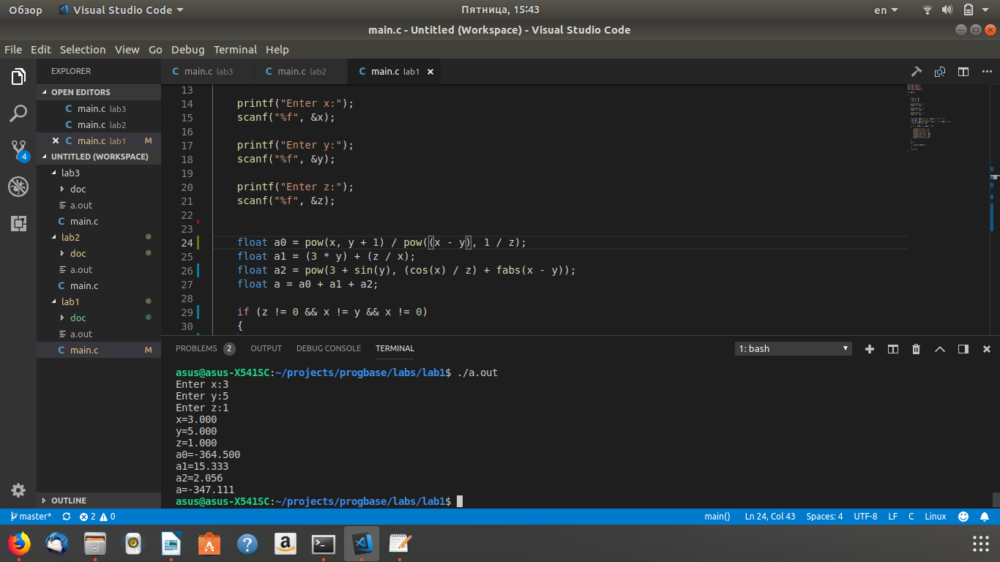 Обзор Visual Studio Code Пятница, 15:43 en
main.c - Untitled (Workspace) - Visual Studio Code
File Edit Selection View Go Debug Terminal Help
EXPLORER
OPEN EDITORS
C main.c lab3
C main.c lab2
C main.c lab1 M
4
UNTITLED (WORKSPACE)
lab3
doc
a.out
C main.c
lab2
doc
a.out
C main.c
lab1
doc
a.out
C main.c M
OUTLINE
C main.c lab3 C main.c lab2 C main.c lab1
13
14 printf("Enter x:");
15 scanf("%f", &x);
16
17 printf("Enter y:");
18 scanf("%f", &y);
19
20 printf("Enter z:");
21 scanf("%f", &z);
22
23
24 float a0 = pow(x, y + 1) / pow((x - y), 1 / z);
25 float a1 = (3 * y) + (z / x);
26 float a2 = pow(3 + sin(y), (cos(x) / z) + fabs(x - y));
27 float a = a0 + a1 + a2;
28
29 if (z != 0 && x != y && x != 0)
30 {
PROBLEMS 2 OUTPUT DEBUG CONSOLE TERMINAL 1: bash
asus@asus-X541SC:~/projects/progbase/labs/lab1$ ./a.out
Enter x:3
Enter y:5
Enter z:1
x=3.000
y=5.000
z=1.000
a0=-364.500
a1=15.333
a2=2.056
a=-347.111
asus@asus-X541SC:~/projects/progbase/labs/lab1$
master* 2 0 main() Ln 24, Col 43 Spaces: 4 UTF-8 LF C Linux